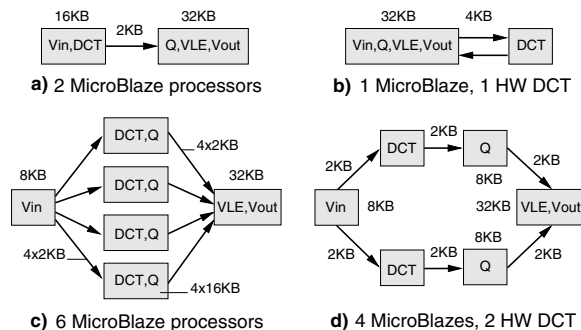 16KB
2KB
32KB
Vin,DCT
Q,VLE,Vout
a) 2 MicroBlaze processors
32KB
4KB
Vin,Q,VLE,Vout
DCT
b) 1 MicroBlaze, 1 HW DCT
DCT,Q
4x2KB
8KB
DCT,Q
32KB
Vin
VLE,Vout
DCT,Q
4x2KB
DCT,Q
4x16KB
c) 6 MicroBlaze processors
2KB
DCT
Q
2KB
2KB
8KB
Vin
8KB
32KB
VLE,Vout
8KB
2KB
2KB
2KB
DCT
Q
d) 4 MicroBlazes, 2 HW DCT